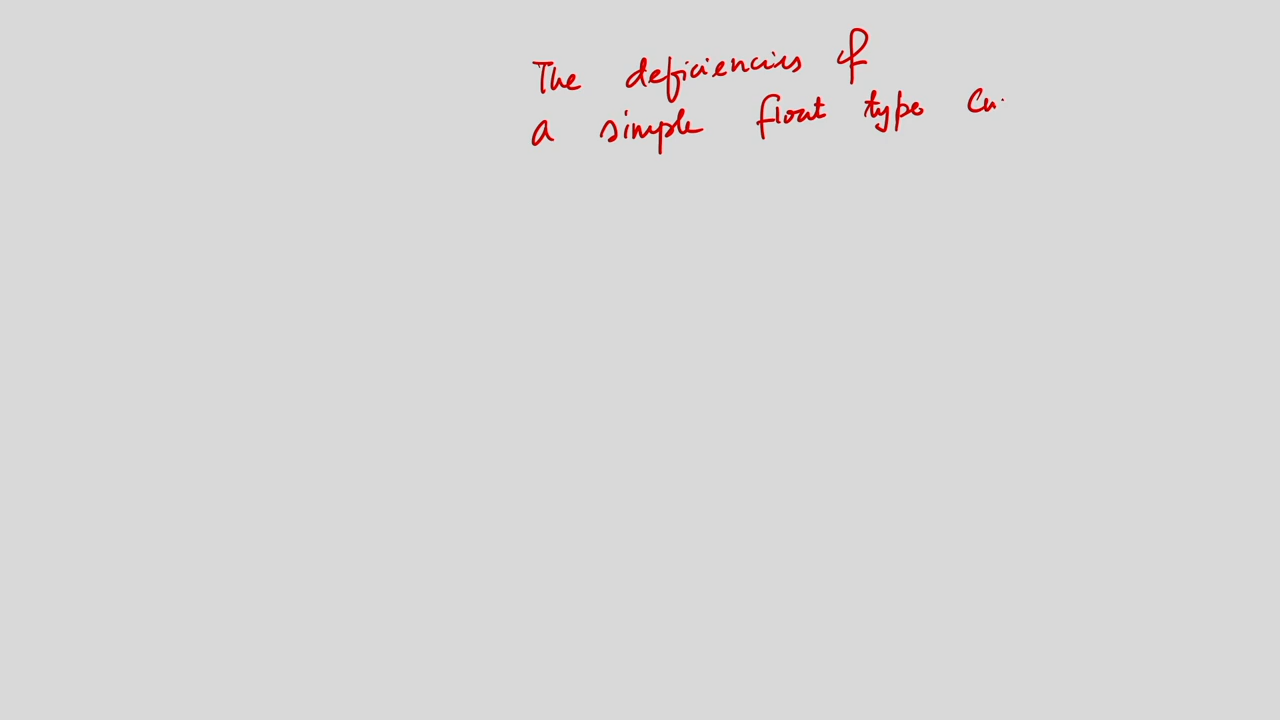 The deficiencies of
a simple float type